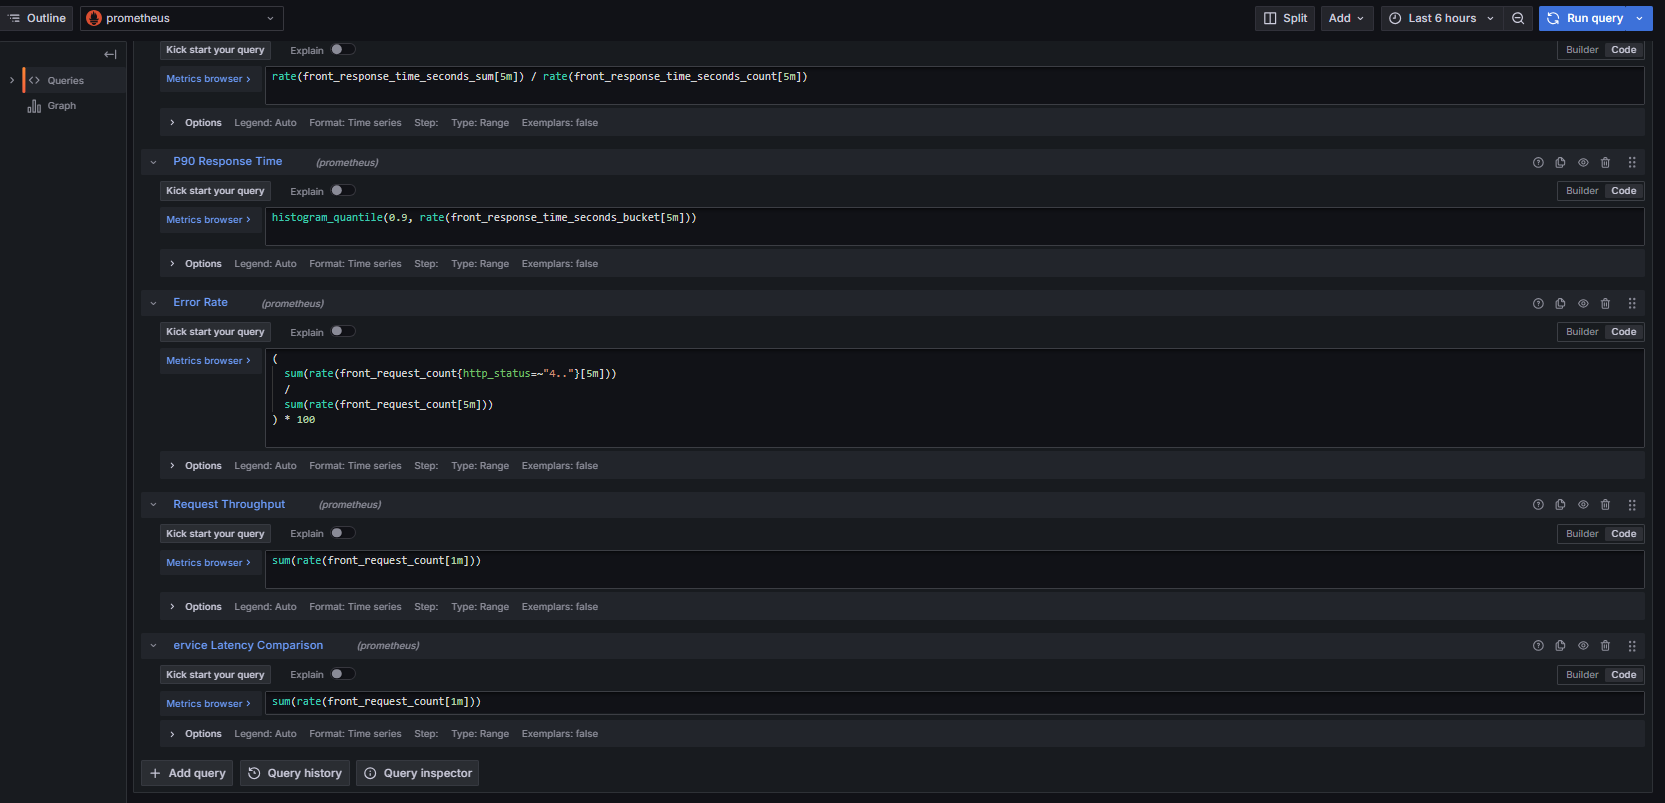 Outline
prometheus
Split
Add
Last 6 hours
Run query
Queries
Graph
Kick start your query Explain Builder Code
Metrics browser > rate(front_response_time_seconds_sum[5m]) / rate(front_response_time_seconds_count[5m])
> Options Legend: Auto Format: Time series Step: Type: Range Exemplars: false
P90 Response Time (prometheus)
Kick start your query Explain Builder Code
Metrics browser > histogram_quantile(0.9, rate(front_response_time_seconds_bucket[5m]))
> Options Legend: Auto Format: Time series Step: Type: Range Exemplars: false
Error Rate (prometheus)
Kick start your query Explain Builder Code
Metrics browser > (
sum(rate(front_request_count{http_status=~"4.."}[5m]))
/
sum(rate(front_request_count[5m]))
) * 100
> Options Legend: Auto Format: Time series Step: Type: Range Exemplars: false
Request Throughput (prometheus)
Kick start your query Explain Builder Code
Metrics browser > sum(rate(front_request_count[1m]))
> Options Legend: Auto Format: Time series Step: Type: Range Exemplars: false
ervice Latency Comparison (prometheus)
Kick start your query Explain Builder Code
Metrics browser > sum(rate(front_request_count[1m]))
> Options Legend: Auto Format: Time series Step: Type: Range Exemplars: false
+ Add query Query history Query inspector